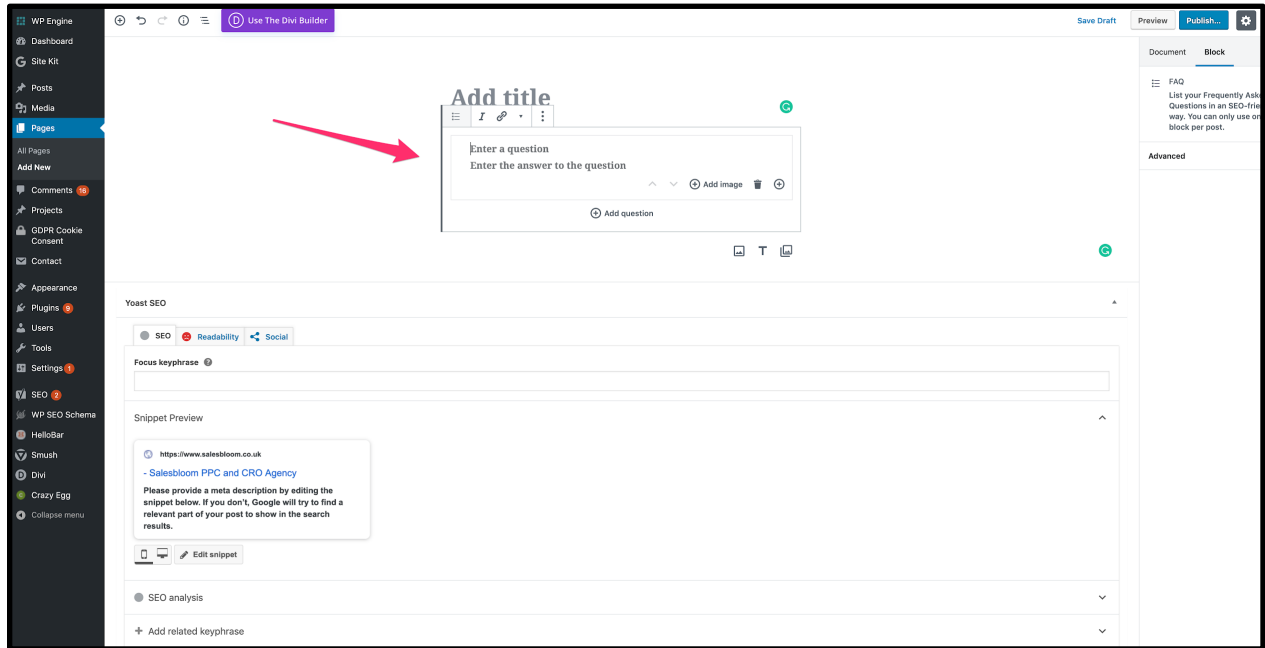 WP Engine
Dashboard
Site Kit
Posts
Media
Pages
All Pages
Add New
Comments 16
Projects
GDPR Cookie
Consent
Contact
Appearance
Plugins 9
Users
Tools
Settings 1
SEO 2
WP SEO Schema
HelloBar
Smush
Divi
Crazy Egg
Collapse menu
D Use The Divi Builder
Save Draft
Preview
Publish...
Add title
Enter a question
Enter the answer to the question
Add image
Add question
Document Block
FAQ
List your Frequently Aske
Questions in an SEO-frie
way. You can only use on
block per post.
Advanced
Yoast SEO
SEO
Readability
Social
Focus keyphrase
Snippet Preview
https://www.salesbloom.co.uk
- Salesbloom PPC and CRO Agency
Please provide a meta description by editing the
snippet below. If you don't, Google will try to find a
relevant part of your post to show in the search
results.
Edit snippet
SEO analysis
Add related keyphrase